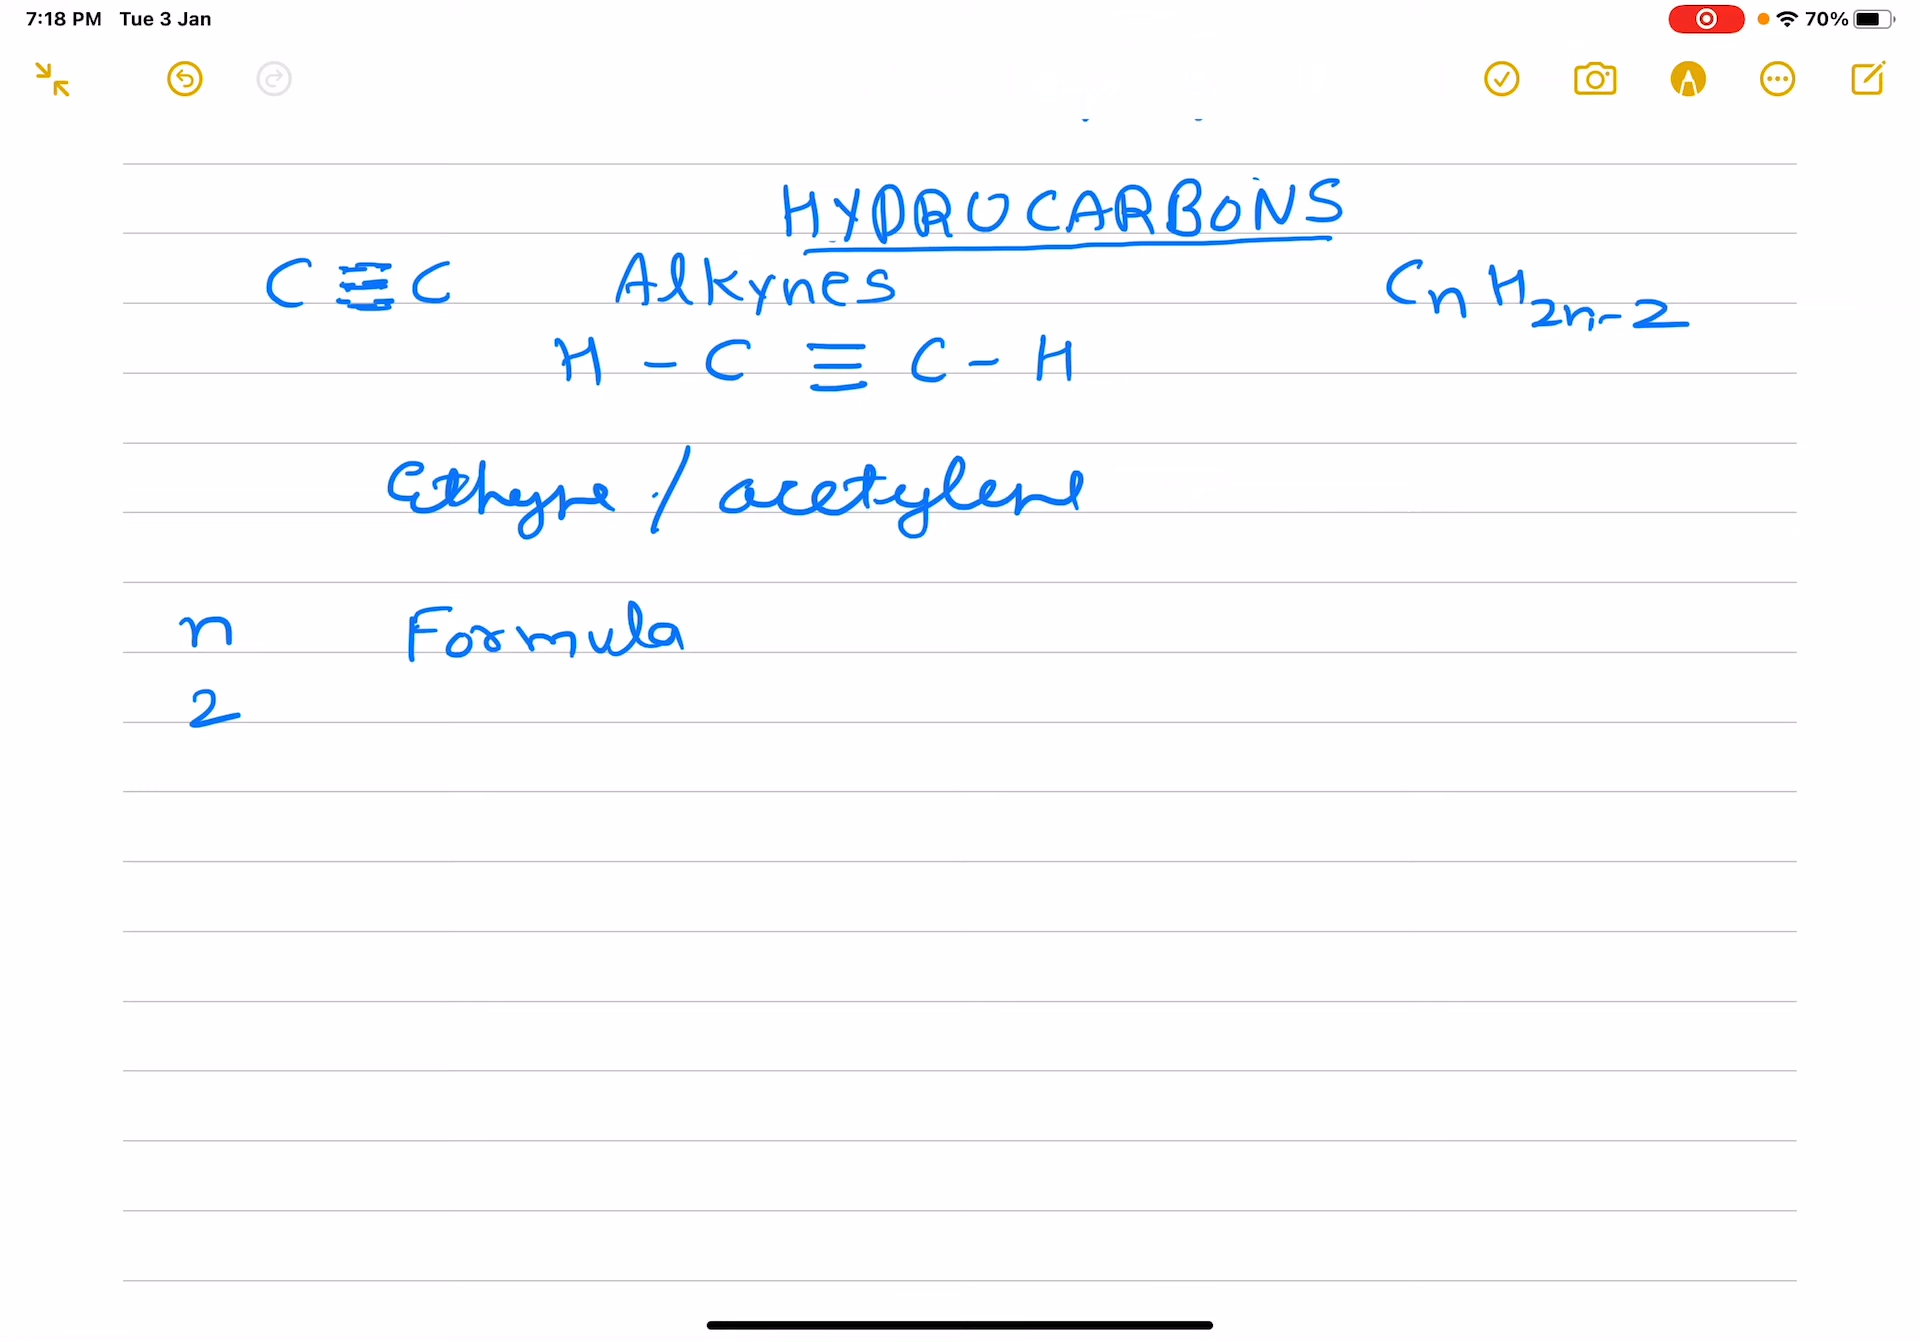 7:18 PM Tue 3 Jan 70%
HYDROCARBONS
C ≡ C Alkynes CnH2n-2
H - C ≡ C - H
Ethyne / acetylene
n Formula
2